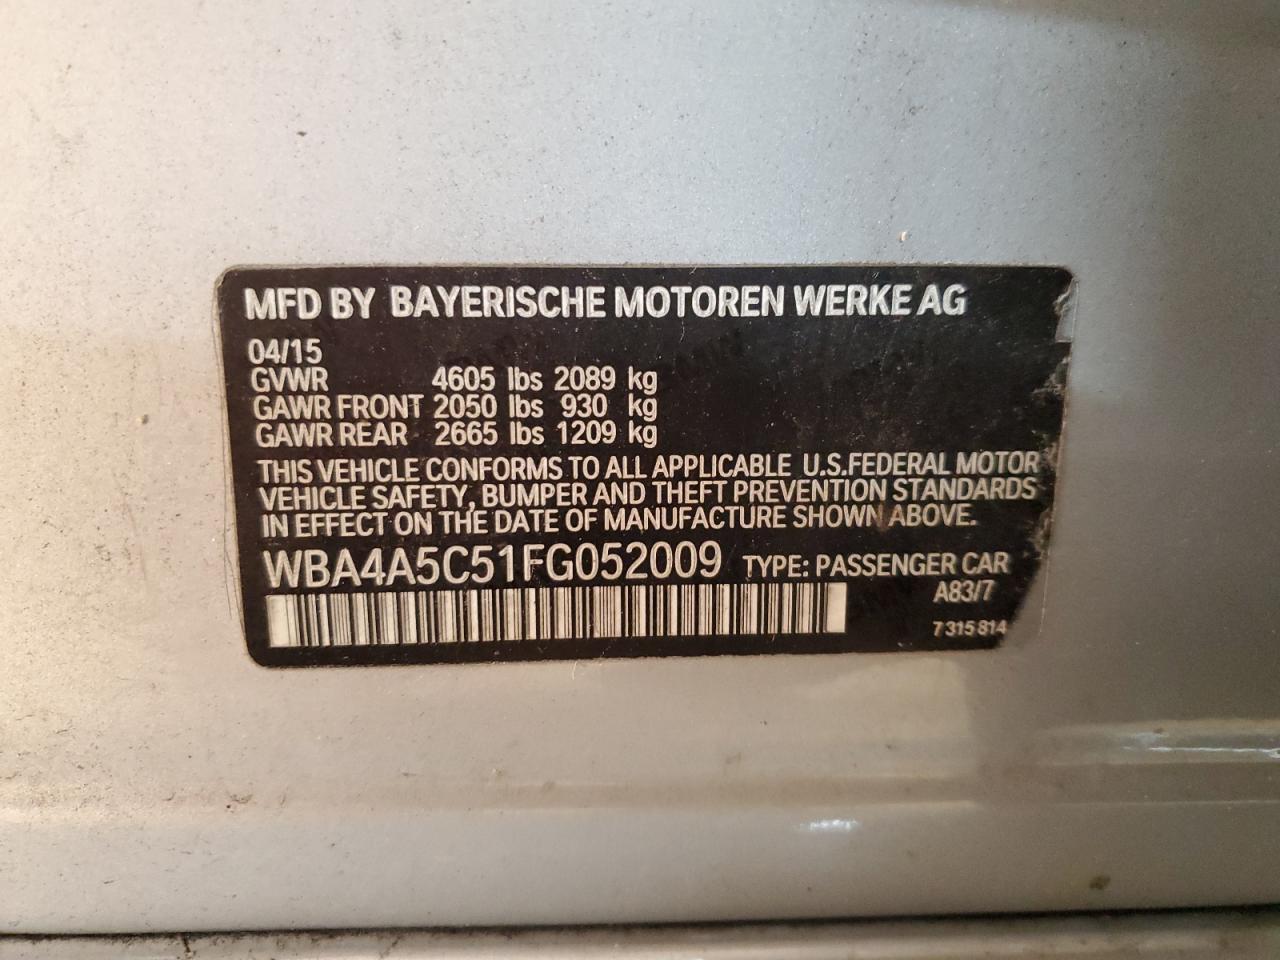 MFD BY BAYERISCHE MOTOREN WERKE AG
04/15
GVWR 4605 lbs 2089 kg
GAWR FRONT 2050 lbs 930 kg
GAWR REAR 2665 lbs 1209 kg
THIS VEHICLE CONFORMS TO ALL APPLICABLE U.S.FEDERAL MOTOR
VEHICLE SAFETY, BUMPER AND THEFT PREVENTION STANDARDS
IN EFFECT ON THE DATE OF MANUFACTURE SHOWN ABOVE.
WBA4A5C51FG052009 TYPE: PASSENGER CAR
A83/7
7 315 814